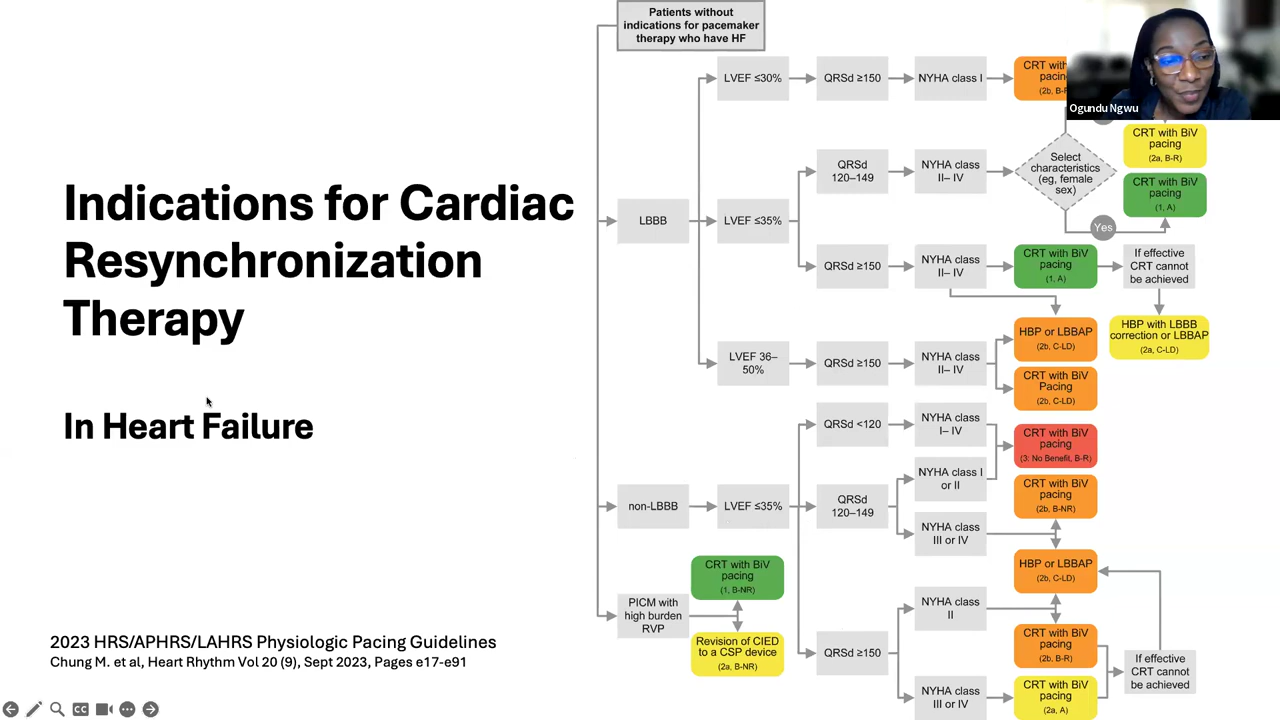 Patients without
indications for pacemaker
therapy who have HF
LVEF ≤30%
QRSd ≥150
NYHA class I
CRT with
pacing
Ogundu Ngwu
QRSd
120–149
NYHA class
II– IV
Select
characteristics
(eg, female
sex)
CRT with BiV
pacing
(2a, B-R)
CRT with BiV
pacing
(1, A)
Yes
LBBB
LVEF ≤35%
QRSd ≥150
NYHA class
II– IV
CRT with BiV
pacing
(1, A)
If effective
CRT cannot
be achieved
HBP or LBBAP
(2b, C-LD)
HBP with LBBB
correction or LBBAP
(2a, C-LD)
LVEF 36–
50%
QRSd ≥150
NYHA class
II– IV
CRT with BiV
Pacing
(2b, C-LD)
Indications for Cardiac
Resynchronization
Therapy
In Heart Failure
QRSd <120
NYHA class
I– IV
CRT with BiV
pacing
(3: No Benefit, B-R)
non-LBBB
LVEF ≤35%
QRSd
120–149
NYHA class I
or II
CRT with BiV
pacing
(2b, B-NR)
NYHA class
III or IV
HBP or LBBAP
(2b, C-LD)
CRT with BiV
pacing
(1, B-NR)
PICM with
high burden
RVP
Revision of CIED
to a CSP device
(2a, B-NR)
QRSd ≥150
NYHA class
II
CRT with BiV
pacing
(2b, B-R)
NYHA class
III or IV
CRT with BiV
pacing
(2a, A)
If effective
CRT cannot
be achieved
2023 HRS/APHRS/LAHRS Physiologic Pacing Guidelines
Chung M. et al, Heart Rhythm Vol 20 (9), Sept 2023, Pages e17-e91
CC